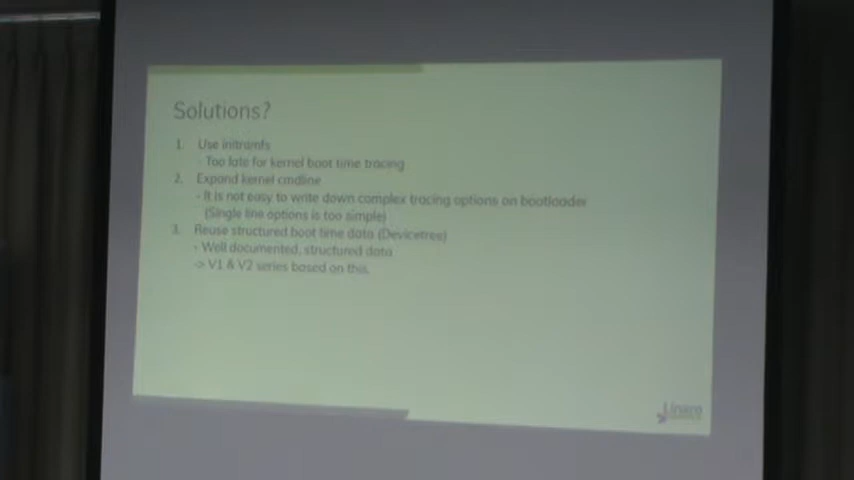 Solutions?
1. Use initramfs
- Too late for kernel boot time tracing
2. Expand kernel cmdline
- It is not easy to write down complex tracing options on bootloader
(Single line options is too simple)
3. Reuse structured boot time data (Devicetree)
- Well documented, structured data
-> V1 & V2 series based on this.
Linaro